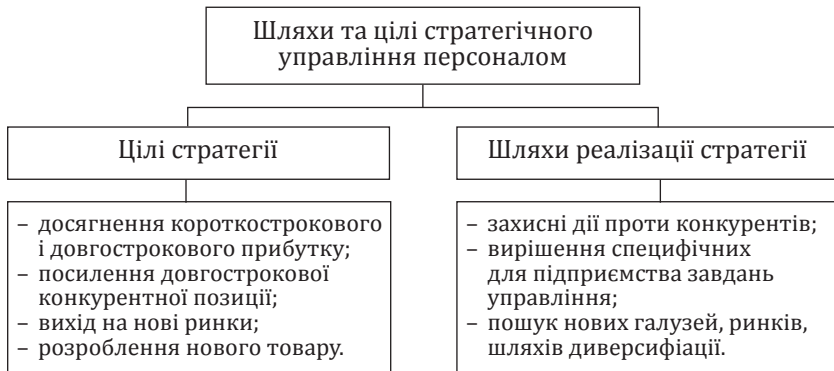 Шляхи та цілі стратегічного
управління персоналом
Цілі стратегії
– досягнення короткострокового
і довгострокового прибутку;
– посилення довгострокової
конкурентної позиції;
– вихід на нові ринки;
– розроблення нового товару.
Шляхи реалізації стратегії
– захисні дії проти конкурентів;
– вирішення специфічних
для підприємства завдань
управління;
– пошук нових галузей, ринків,
шляхів диверсифіації.